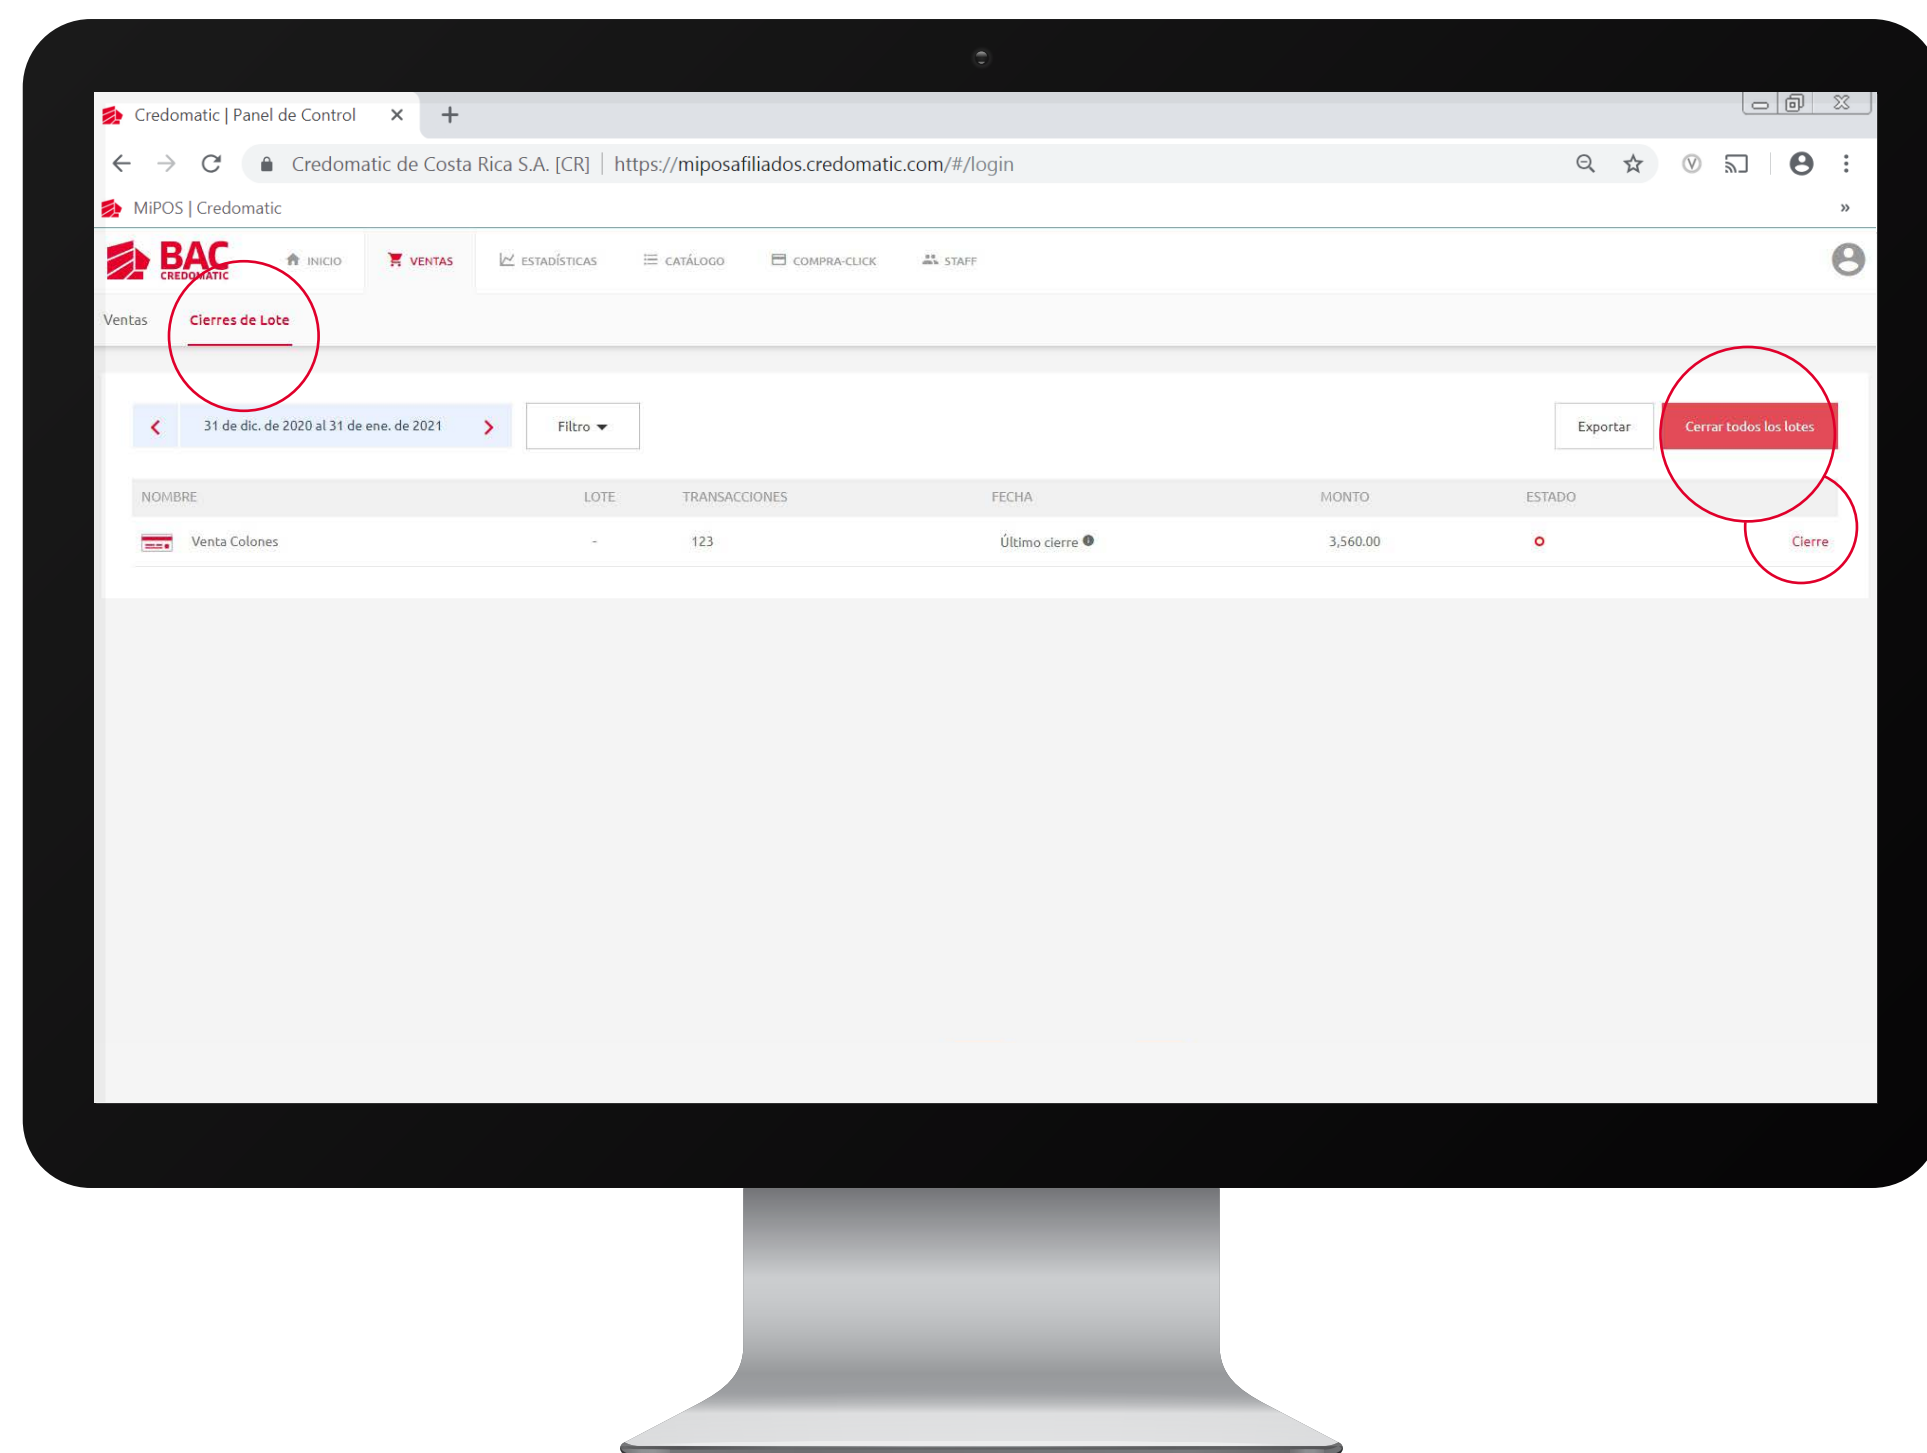 Credomatic | Panel de Control
Credomatic de Costa Rica S.A. [CR] | https://miposafiliados.credomatic.com/#/login
MiPOS | Credomatic
BAC CREDOMATIC INICIO VENTAS ESTADÍSTICAS CATÁLOGO COMPRA-CLICK STAFF
Ventas Cierres de Lote
31 de dic. de 2020 al 31 de ene. de 2021 Filtro Exportar Cerrar todos los lotes
NOMBRE LOTE TRANSACCIONES FECHA MONTO ESTADO
Venta Colones - 123 Último cierre 3,560.00 Cierre